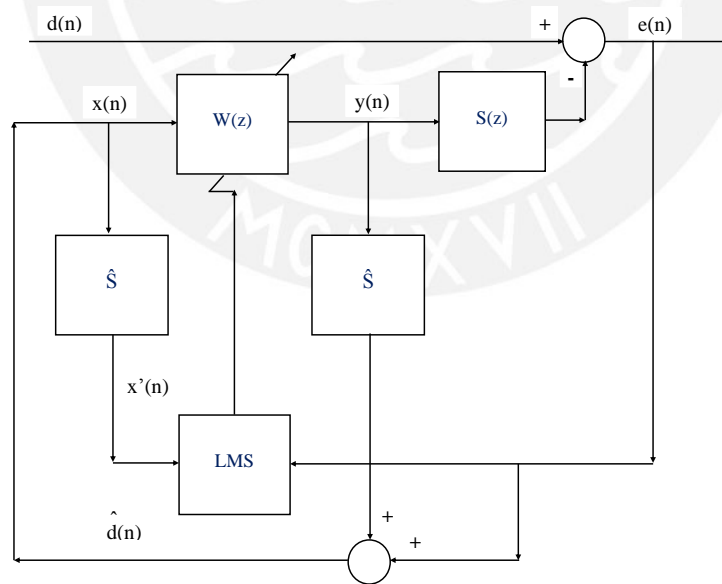 d(n)
+
e(n)
-
x(n)
W(z)
y(n)
S(z)
Ŝ
Ŝ
x’(n)
LMS
d̂(n)
+
+